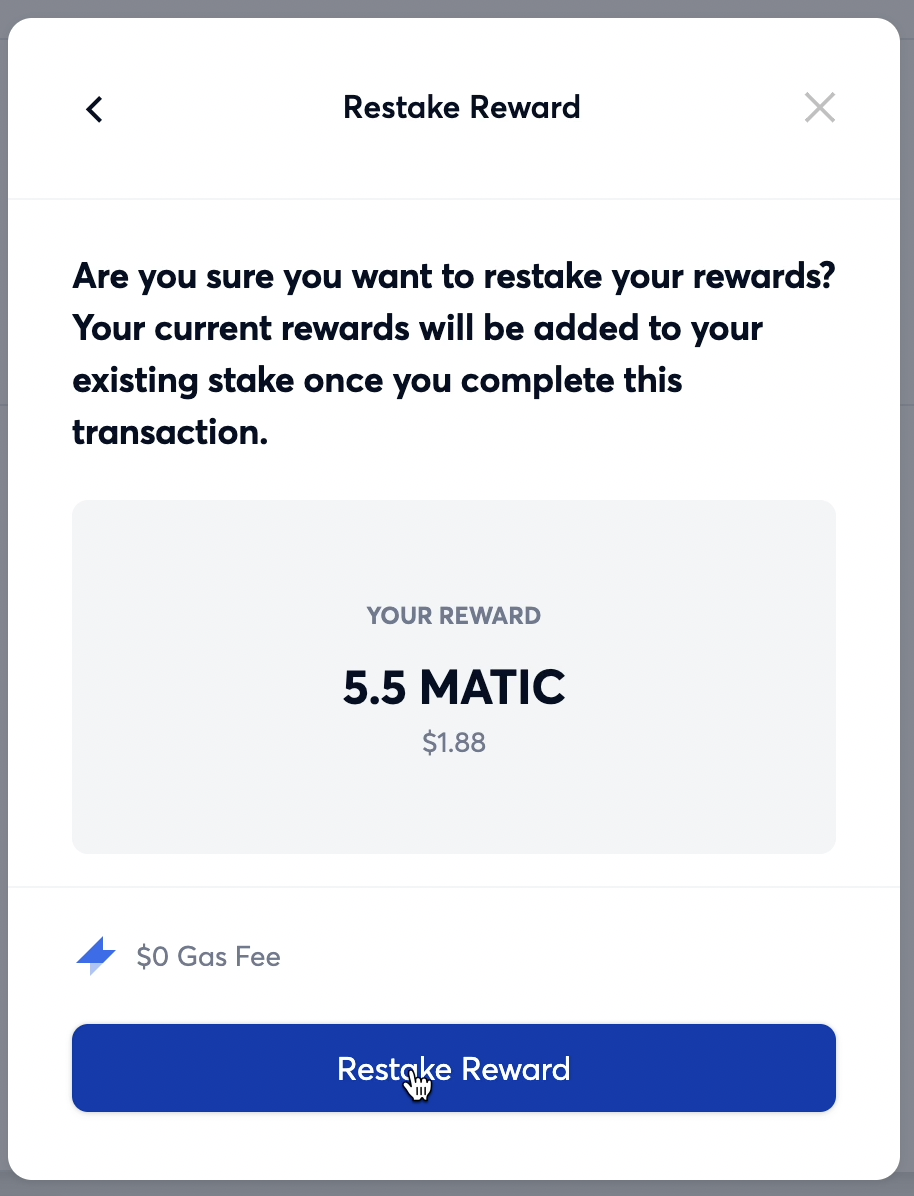 Restake Reward
Are you sure you want to restake your rewards?
Your current rewards will be added to your
existing stake once you complete this
transaction.
YOUR REWARD
5.5 MATIC
$1.88
$0 Gas Fee
Restake Reward